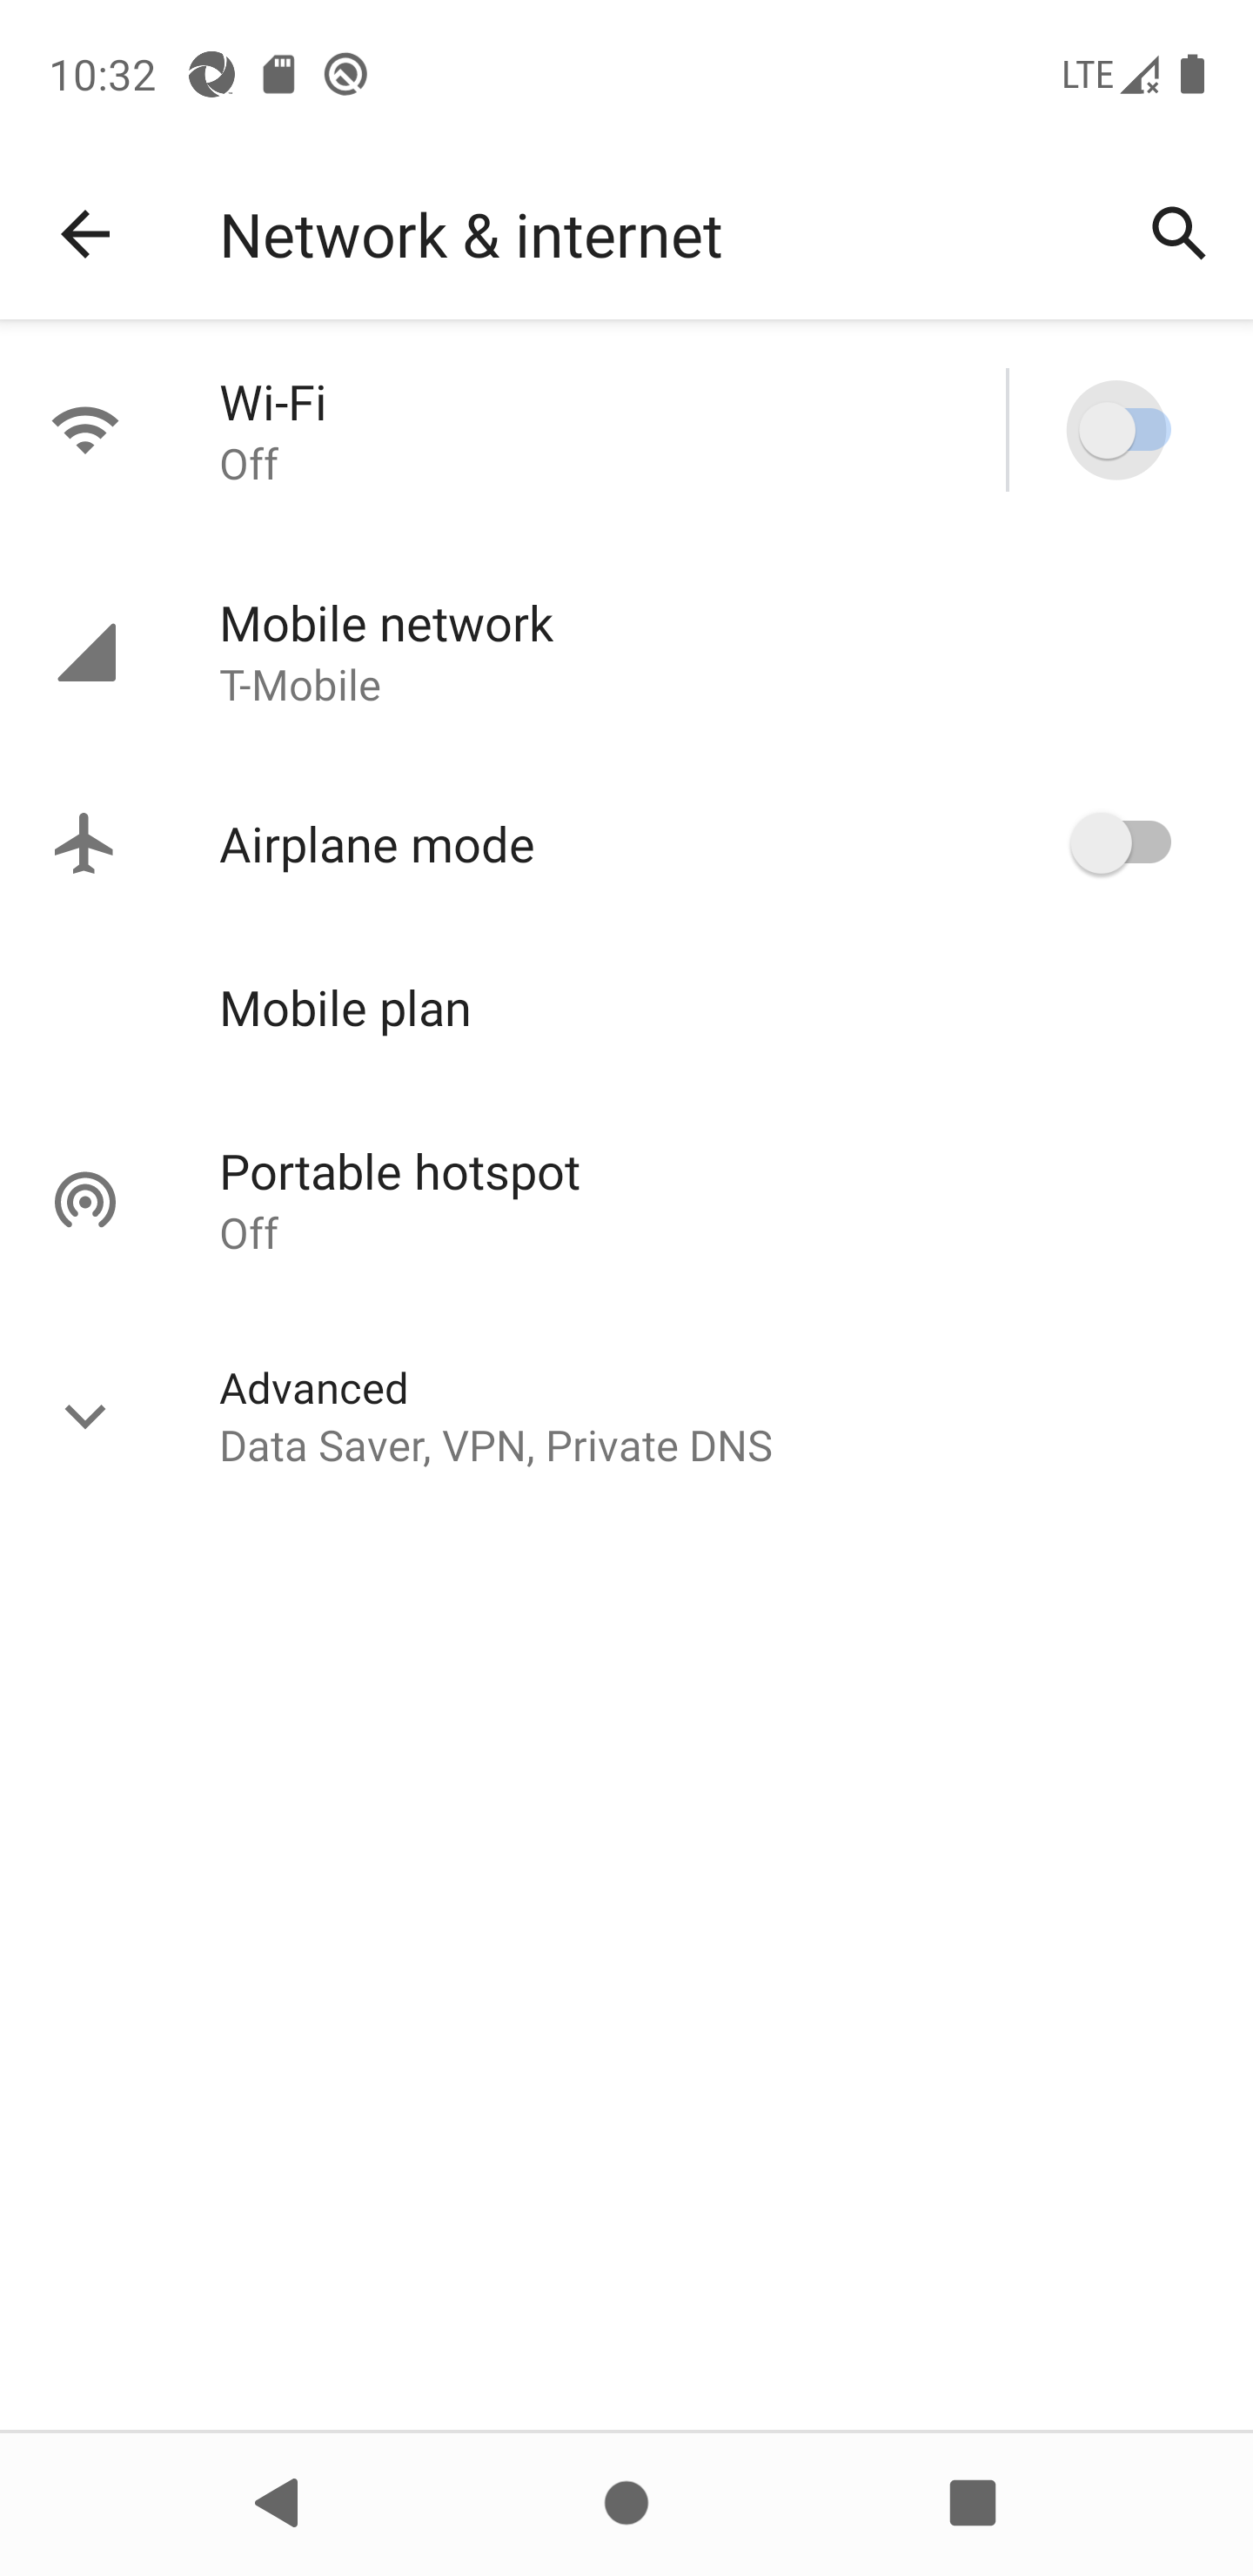 10:32
LTE
Network & internet
Wi-Fi
Off
Mobile network
T-Mobile
Airplane mode
Mobile plan
Portable hotspot
Off
Advanced
Data Saver, VPN, Private DNS